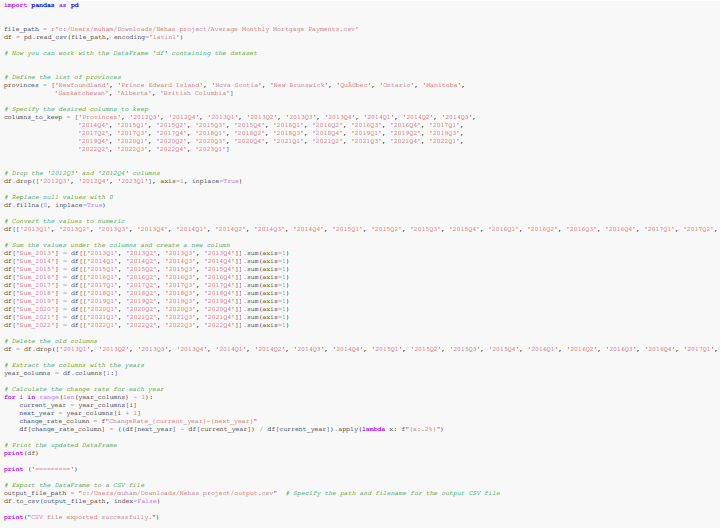 import pandas as pd
file_path = r'c:/Users/muham/Downloads/Nehas project/Average Monthly Mortgage Payments.csv'
df = pd.read_csv(file_path, encoding='latin1')
# Now you can work with the DataFrame 'df' containing the dataset
# Define the list of provinces
provinces = ['Newfoundland', 'Prince Edward Island', 'Nova Scotia', 'New Brunswick', 'QuÃ©bec', 'Ontario', 'Manitoba',
'Saskatchewan', 'Alberta', 'British Columbia']
# Specify the desired columns to keep
columns_to_keep = ['Provinces', '2012Q3', '2012Q4', '2013Q1', '2013Q2', '2013Q3', '2013Q4', '2014Q1', '2014Q2', '2014Q3',
'2014Q4', '2015Q1', '2015Q2', '2015Q3', '2015Q4', '2016Q1', '2016Q2', '2016Q3', '2016Q4', '2017Q1',
'2017Q2', '2017Q3', '2017Q4', '2018Q1', '2018Q2', '2018Q3', '2018Q4', '2019Q1', '2019Q2', '2019Q3',
'2019Q4', '2020Q1', '2020Q2', '2020Q3', '2020Q4', '2021Q1', '2021Q2', '2021Q3', '2021Q4', '2022Q1',
'2022Q2', '2022Q3', '2022Q4', '2023Q1']
# Drop the '2012Q3' and '2012Q4' columns
df.drop(['2012Q3', '2012Q4', '2023Q1'], axis=1, inplace=True)
# Replace null values with 0
df.fillna(0, inplace=True)
# Convert the values to numeric
df[['2013Q1', '2013Q2', '2013Q3', '2013Q4', '2014Q1', '2014Q2', '2014Q3', '2014Q4', '2015Q1', '2015Q2', '2015Q3', '2015Q4', '2016Q1', '2016Q2', '2016Q3', '2016Q4', '2017Q1', '2017Q2',
# Sum the values under the columns and create a new column
df['Sum_2013'] = df[['2013Q1', '2013Q2', '2013Q3', '2013Q4']].sum(axis=1)
df['Sum_2014'] = df[['2014Q1', '2014Q2', '2014Q3', '2014Q4']].sum(axis=1)
df['Sum_2015'] = df[['2015Q1', '2015Q2', '2015Q3', '2015Q4']].sum(axis=1)
df['Sum_2016'] = df[['2016Q1', '2016Q2', '2016Q3', '2016Q4']].sum(axis=1)
df['Sum_2017'] = df[['2017Q1', '2017Q2', '2017Q3', '2017Q4']].sum(axis=1)
df['Sum_2018'] = df[['2018Q1', '2018Q2', '2018Q3', '2018Q4']].sum(axis=1)
df['Sum_2019'] = df[['2019Q1', '2019Q2', '2019Q3', '2019Q4']].sum(axis=1)
df['Sum_2020'] = df[['2020Q1', '2020Q2', '2020Q3', '2020Q4']].sum(axis=1)
df['Sum_2021'] = df[['2021Q1', '2021Q2', '2021Q3', '2021Q4']].sum(axis=1)
df['Sum_2022'] = df[['2022Q1', '2022Q2', '2022Q3', '2022Q4']].sum(axis=1)
# Delete the old columns
df = df.drop(['2013Q1', '2013Q2', '2013Q3', '2013Q4', '2014Q1', '2014Q2', '2014Q3', '2014Q4', '2015Q1', '2015Q2', '2015Q3', '2015Q4', '2016Q1', '2016Q2', '2016Q3', '2016Q4', '2017Q1',
# Extract the columns with the years
year_columns = df.columns[1:]
# Calculate the change rate for each year
for i in range(len(year_columns) - 1):
current_year = year_columns[i]
next_year = year_columns[i + 1]
change_rate_column = f"ChangeRate_{current_year}-{next_year}"
df[change_rate_column] = ((df[next_year] - df[current_year]) / df[current_year]).apply(lambda x: f"{x:.2%}")
# Print the updated DataFrame
print(df)
print ('=========')
# Export the DataFrame to a CSV file
output_file_path = "c:/Users/muham/Downloads/Nehas project/output.csv" # Specify the path and filename for the output CSV file
df.to_csv(output_file_path, index=False)
print("CSV file exported successfully.")